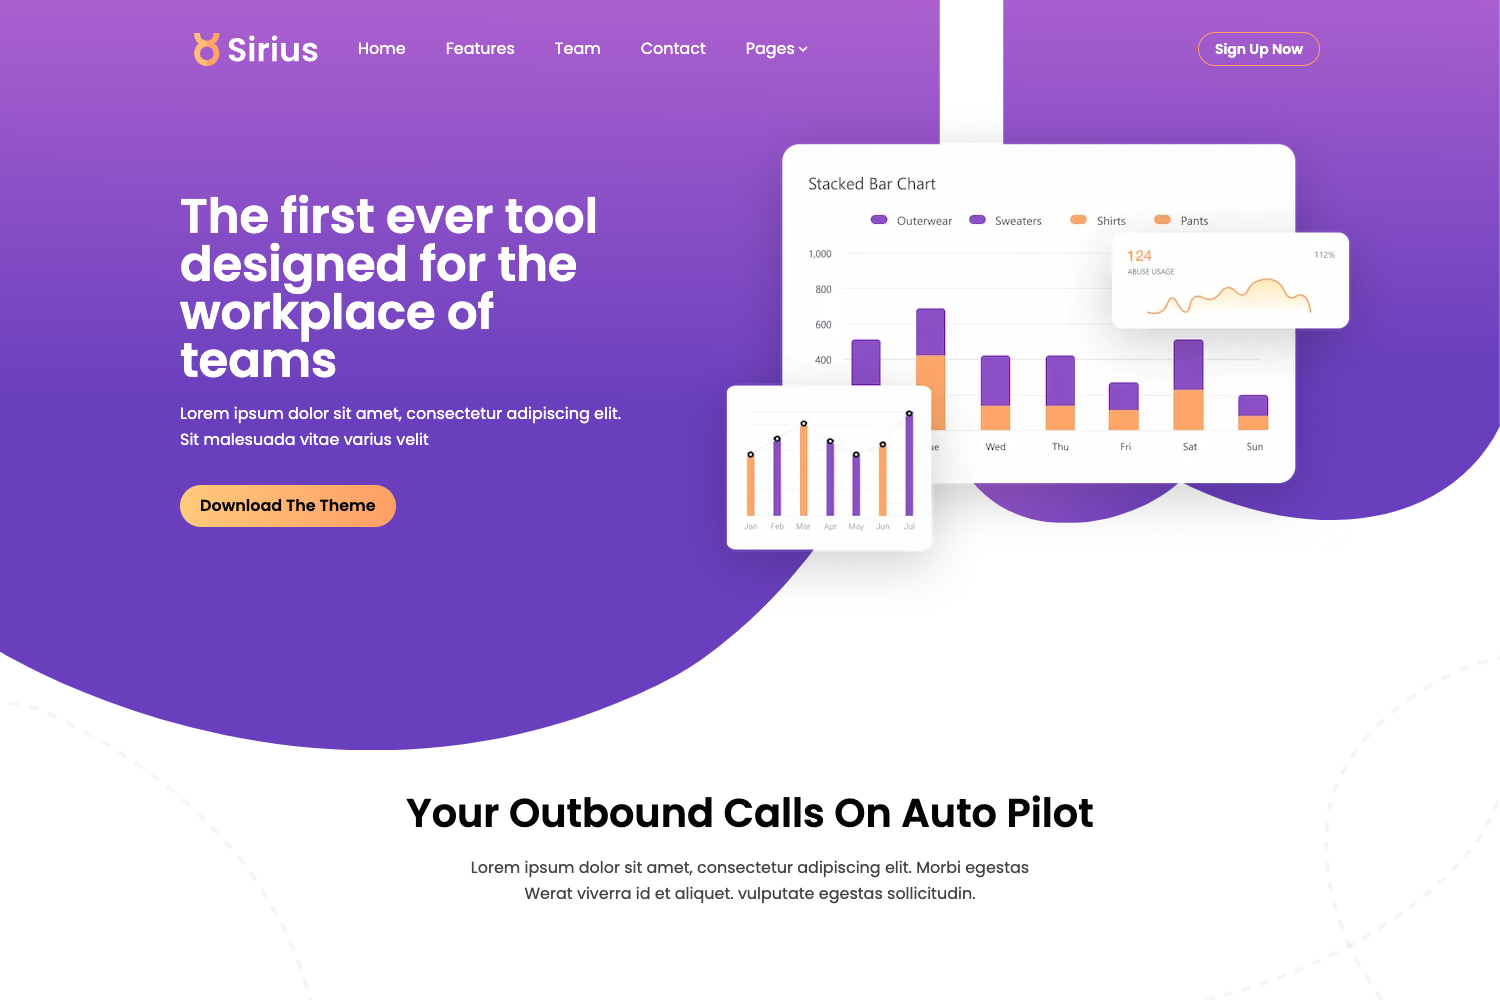 Sirius
Home
Features
Team
Contact
Pages
Sign Up Now
The first ever tool
designed for the
workplace of
teams
Lorem ipsum dolor sit amet, consectetur adipiscing elit.
Sit malesuada vitae varius velit
Download The Theme
Stacked Bar Chart
Outerwear
Sweaters
Shirts
Pants
1,000
800
600
400
124
112%
ABUSE USAGE
ue
Wed
Thu
Fri
Sat
Sun
Jan
Feb
Mar
Apr
May
Jun
Jul
Your Outbound Calls On Auto Pilot
Lorem ipsum dolor sit amet, consectetur adipiscing elit. Morbi egestas
Werat viverra id et aliquet. vulputate egestas sollicitudin.